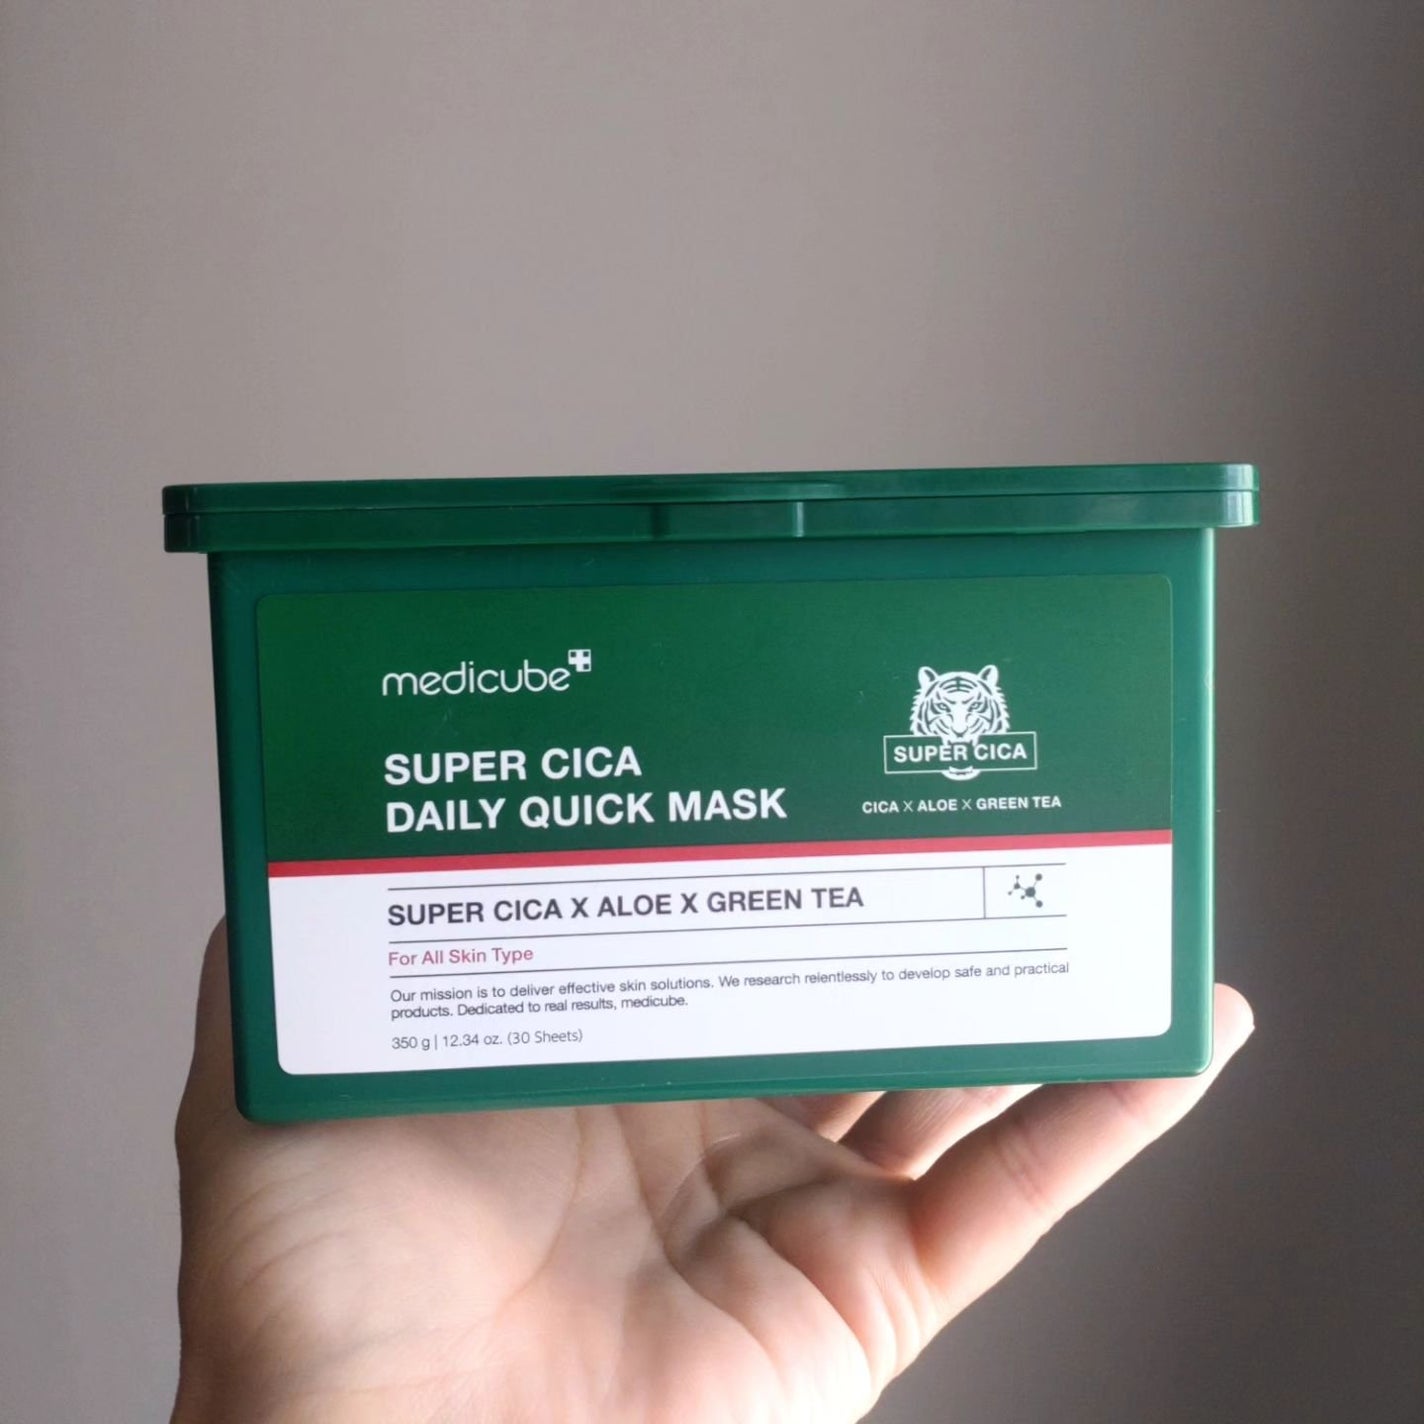 medicube
SUPER CICA
DAILY QUICK MASK
SUPER CICA
CICA X ALOE X GREEN TEA
SUPER CICA X ALOE X GREEN TEA
For All Skin Type
Our mission is to deliver effective skin solutions. We research relentlessly to develop safe and practical
products. Dedicated to real results, medicube.
350 g | 12.34 oz. (30 Sheets)